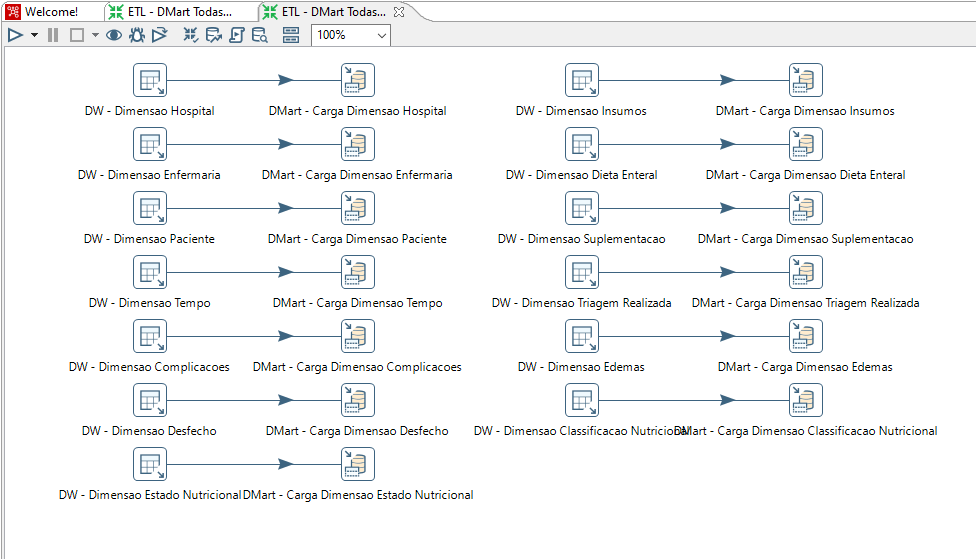 Welcome!
ETL - DMart Todas...
ETL - DMart Todas...
100%
DW - Dimensao Hospital
DMart - Carga Dimensao Hospital
DW - Dimensao Insumos
DMart - Carga Dimensao Insumos
DW - Dimensao Enfermaria
DMart - Carga Dimensao Enfermaria
DW - Dimensao Dieta Enteral
DMart - Carga Dimensao Dieta Enteral
DW - Dimensao Paciente
DMart - Carga Dimensao Paciente
DW - Dimensao Suplementacao
DMart - Carga Dimensao Suplementacao
DW - Dimensao Tempo
DMart - Carga Dimensao Tempo
DW - Dimensao Triagem Realizada
DMart - Carga Dimensao Triagem Realizada
DW - Dimensao Complicacoes
DMart - Carga Dimensao Complicacoes
DW - Dimensao Edemas
DMart - Carga Dimensao Edemas
DW - Dimensao Desfecho
DMart - Carga Dimensao Desfecho
DW - Dimensao Classificacao Nutricional
DMart - Carga Dimensao Classificacao Nutricional
DW - Dimensao Estado Nutricional
DMart - Carga Dimensao Estado Nutricional